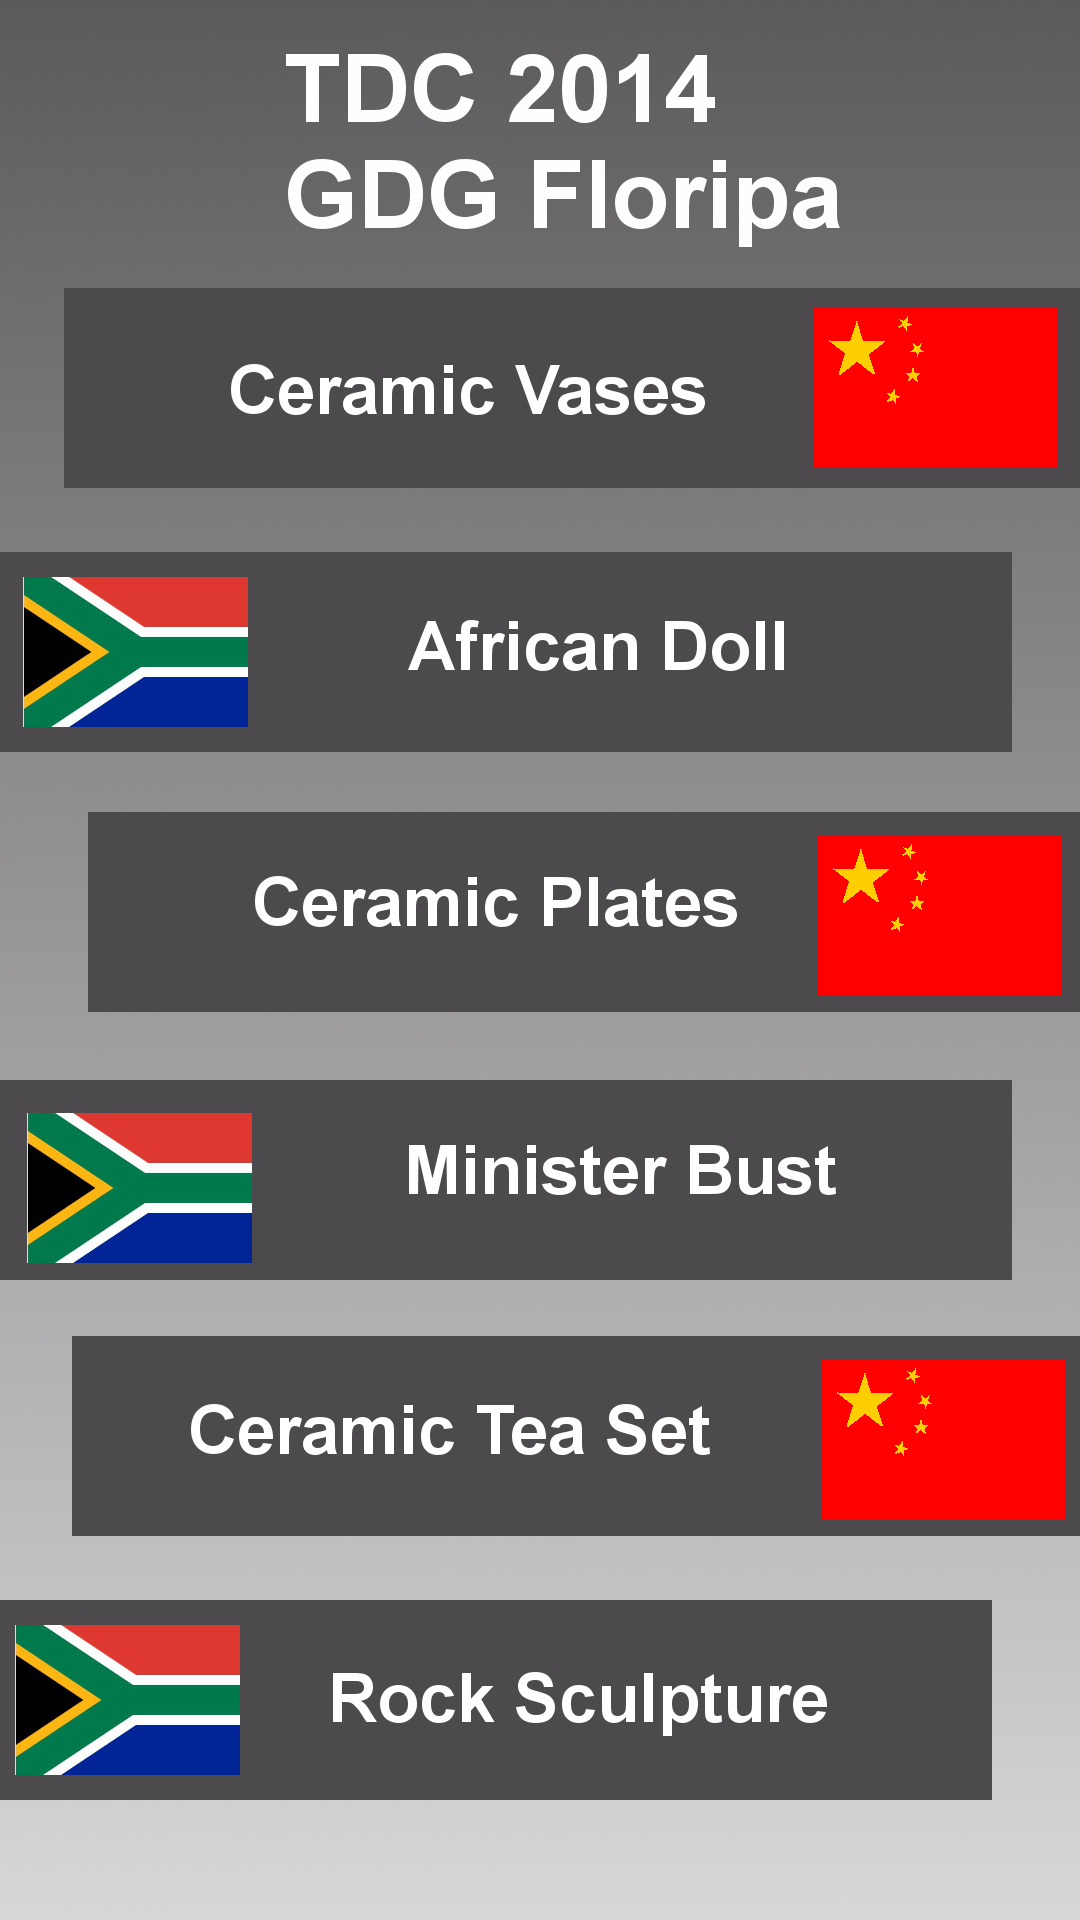 TDC 2014
GDG Floripa
Ceramic Vases
African Doll
Ceramic Plates
Minister Bust
Ceramic Tea Set
Rock Sculpture